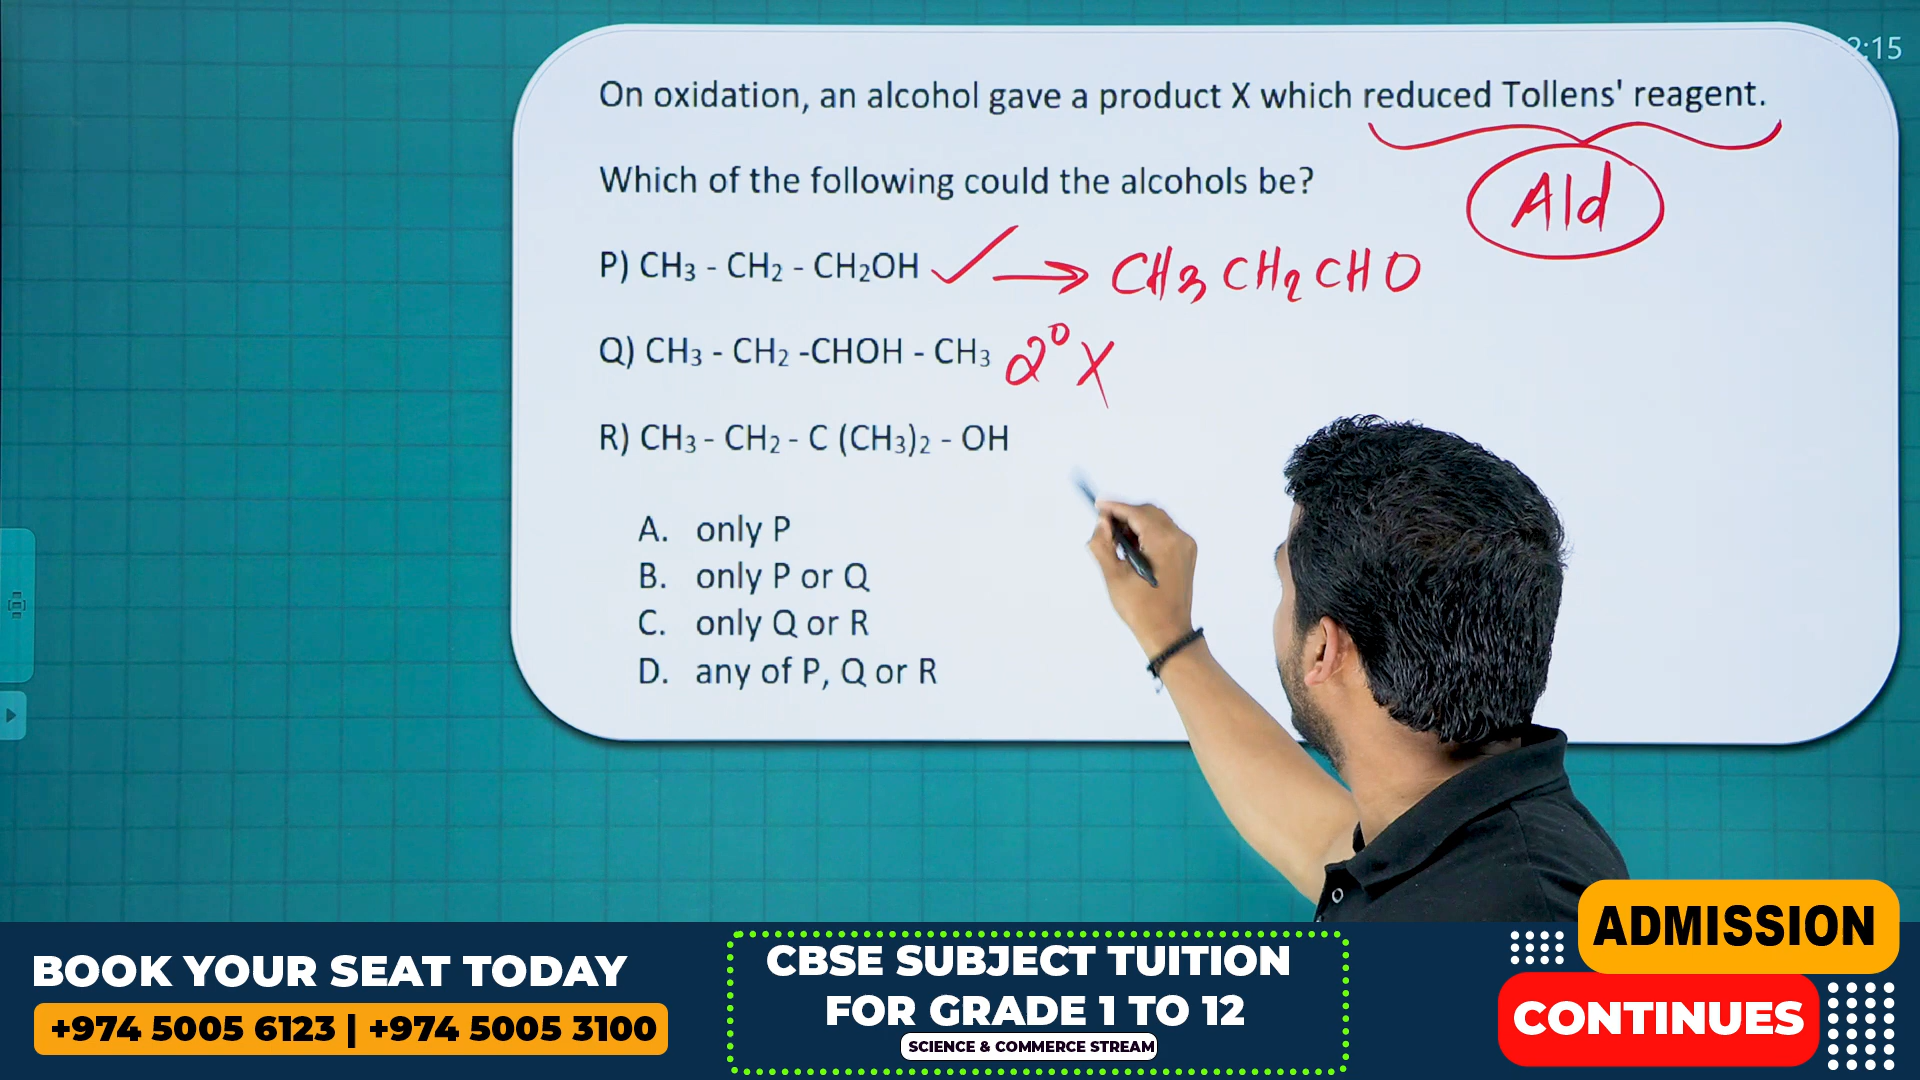 2:15
On oxidation, an alcohol gave a product X which reduced Tollens' reagent.
Which of the following could the alcohols be?
Ald
P) CH₃ - CH₂ - CH₂OH ✓ → CH₃CH₂CHO
Q) CH₃ - CH₂ -CHOH - CH₃ 2° X
R) CH₃ - CH₂ - C (CH₃)₂ - OH
A. only P
B. only P or Q
C. only Q or R
D. any of P, Q or R
BOOK YOUR SEAT TODAY
+974 5005 6123 | +974 5005 3100
CBSE SUBJECT TUITION
FOR GRADE 1 TO 12
SCIENCE & COMMERCE STREAM
ADMISSION
CONTINUES